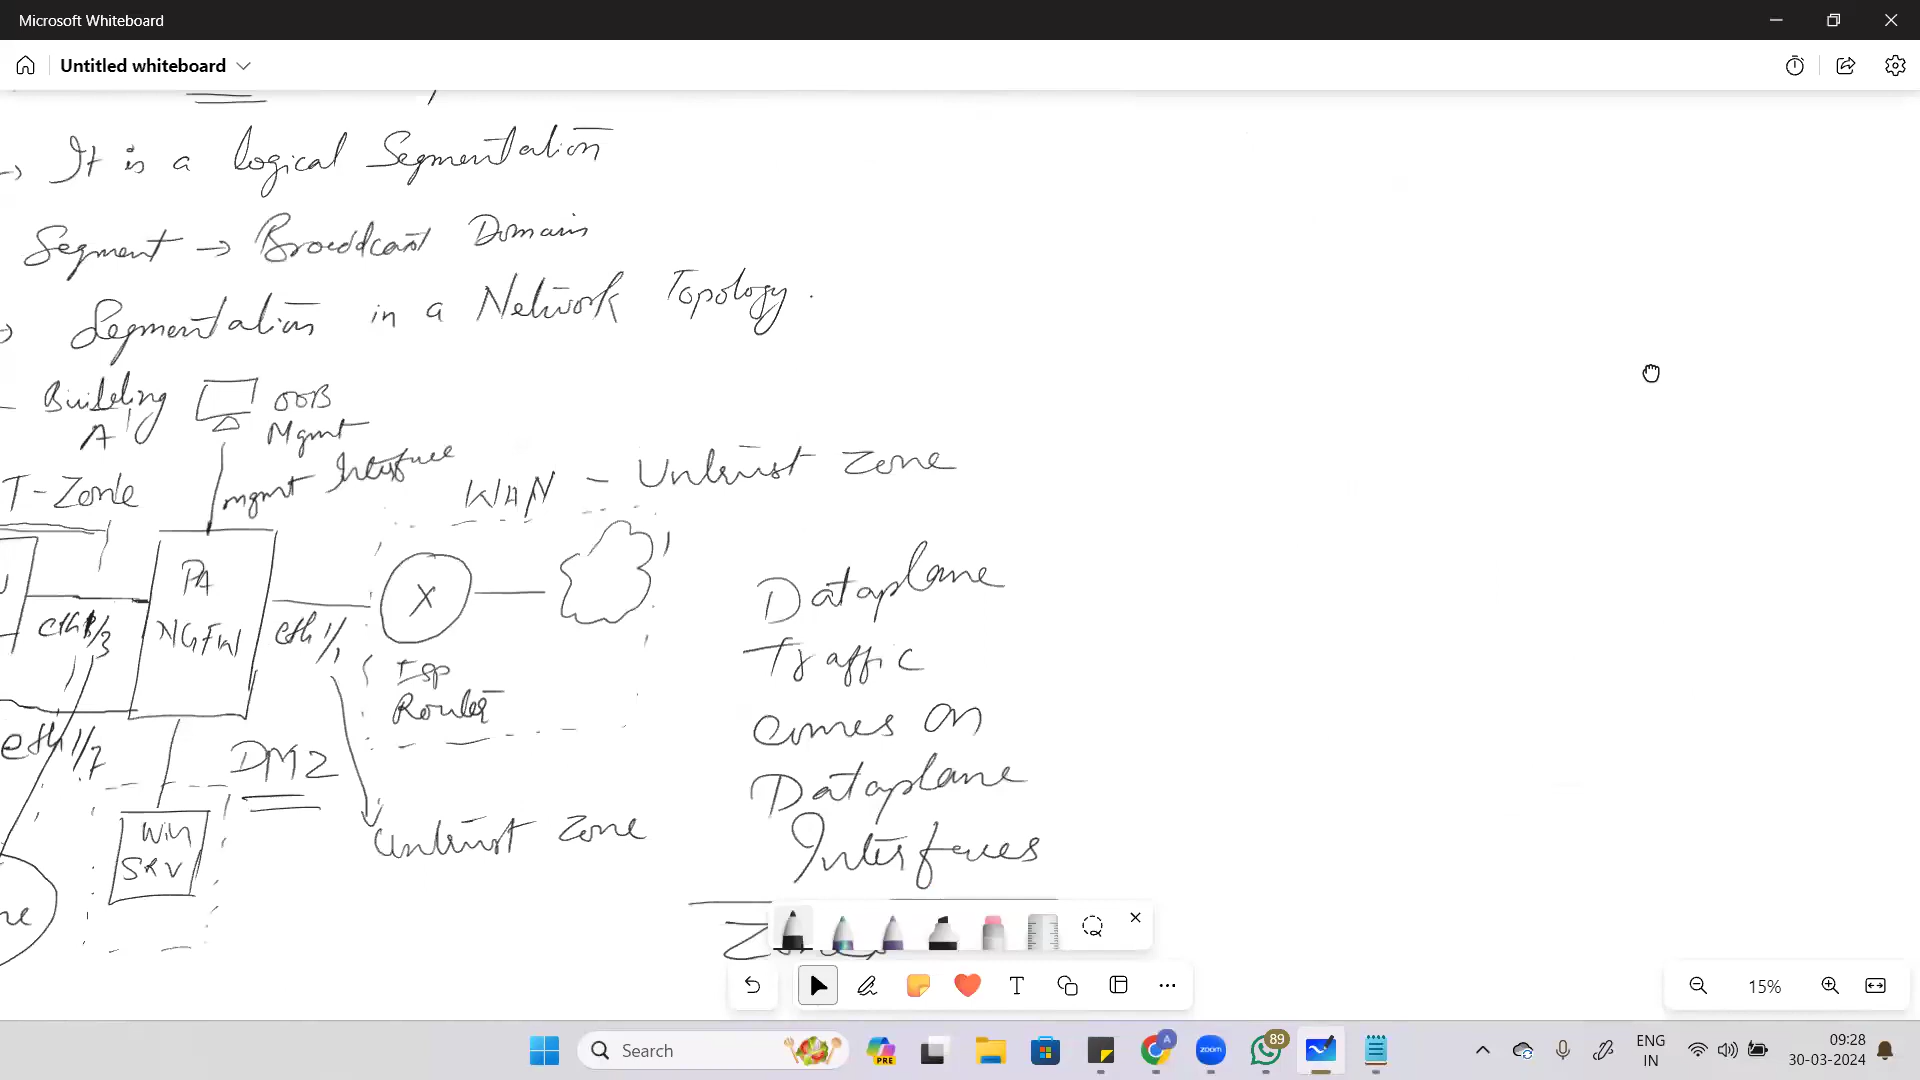 Microsoft Whiteboard
Untitled whiteboard
→ It is a logical Segmentation
Segment → Broadcast Domain
→ Segmentation in a Network Topology.
Building A
OOB
Mgmt
mgmt Interface
T-Zone
WAN - Untrust Zone
PA
NGFW
eth1/3
eth1/1
X
ISP
Router
eth1/2
DMZ
Win
SRV
Untrust Zone
Dataplane
Traffic
comes on
Dataplane
Interfaces
15%
Search
PRE
A
zoom
89
ENG
IN
09:28
30-03-2024